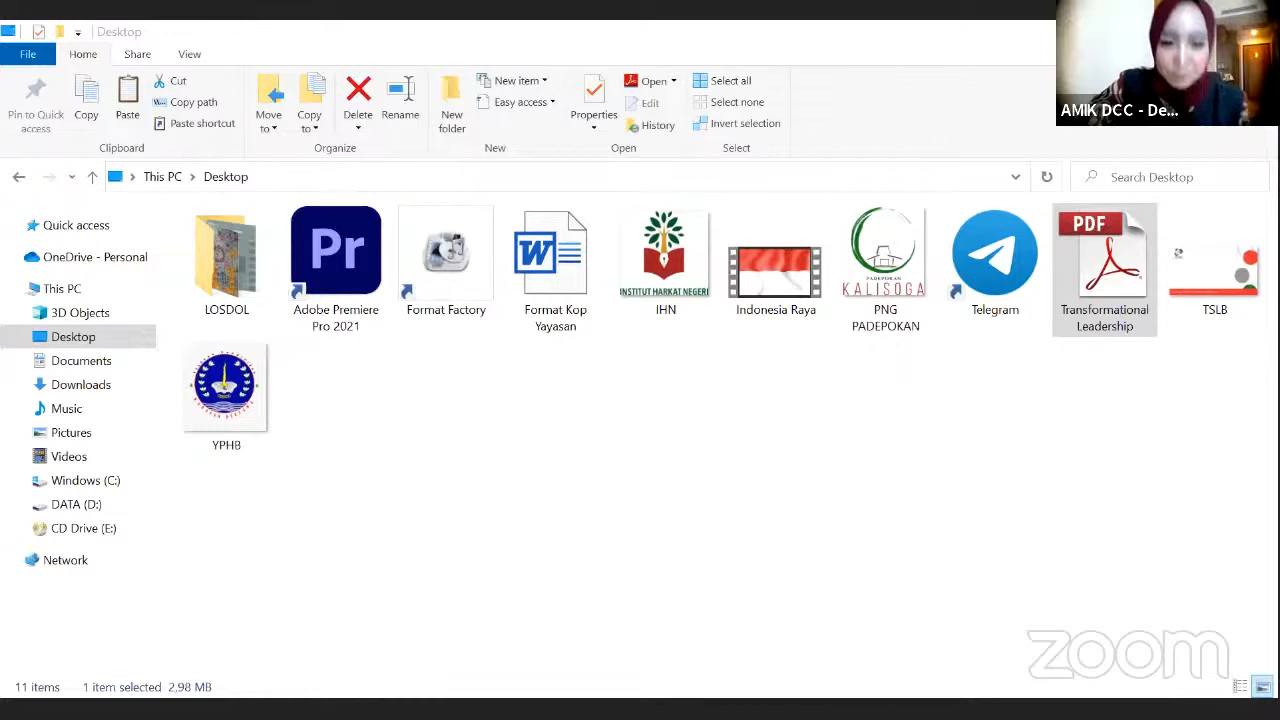 Desktop
File Home Share View
Pin to Quick access
Copy
Paste
Cut
Copy path
Paste shortcut
Clipboard
Move to
Copy to
Delete
Rename
Organize
New folder
New item
Easy access
New
Properties
Open
Edit
History
Open
Select all
Select none
Invert selection
Select
AMIK DCC - De...
This PC Desktop
Search Desktop
Quick access
OneDrive - Personal
This PC
3D Objects
Desktop
Documents
Downloads
Music
Pictures
Videos
Windows (C:)
DATA (D:)
CD Drive (E:)
Network
LOSDOL
Pr
Adobe Premiere
Pro 2021
Format Factory
W
Format Kop
Yayasan
INSTITUT HARKAT NEGERI
IHN
Indonesia Raya
PADEPOKAN
KALISOGA
PNG
PADEPOKAN
Telegram
PDF
Transformational
Leadership
TSLB
YPHB
11 items 1 item selected 2,98 MB
zoom